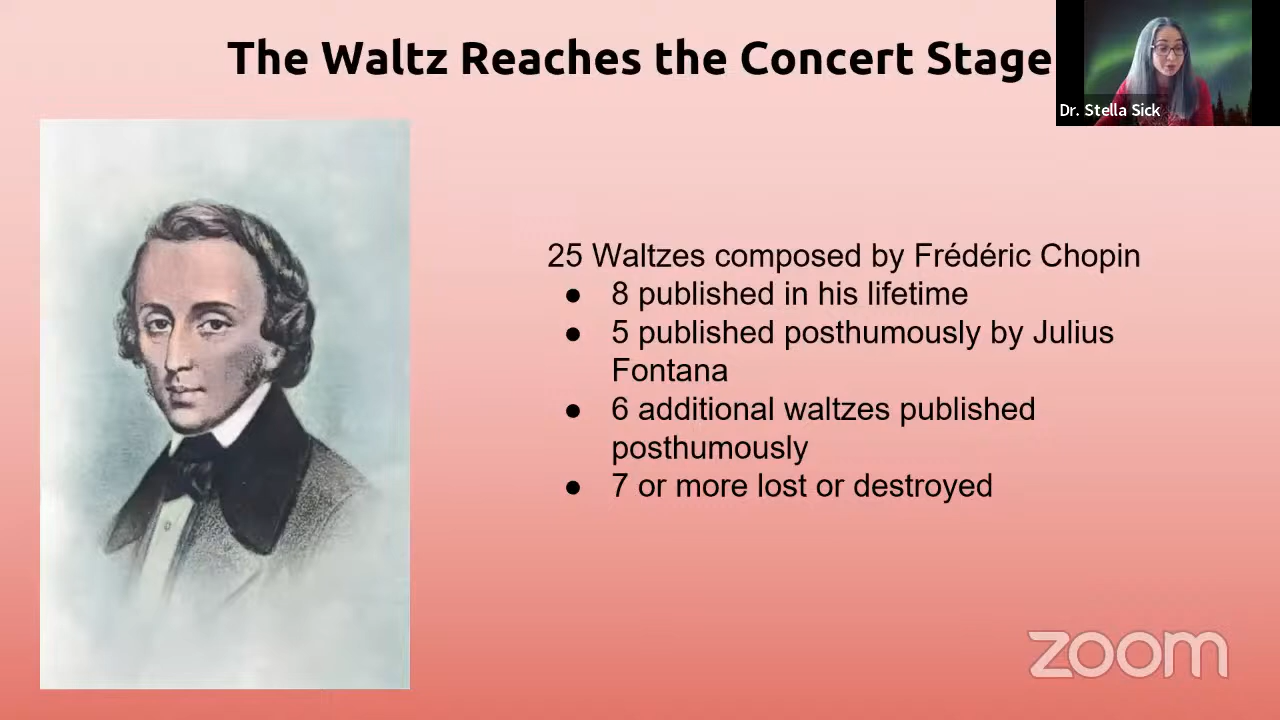 The Waltz Reaches the Concert Stage
Dr. Stella Sick
25 Waltzes composed by Frédéric Chopin
● 8 published in his lifetime
● 5 published posthumously by Julius
Fontana
● 6 additional waltzes published
posthumously
● 7 or more lost or destroyed
zoom